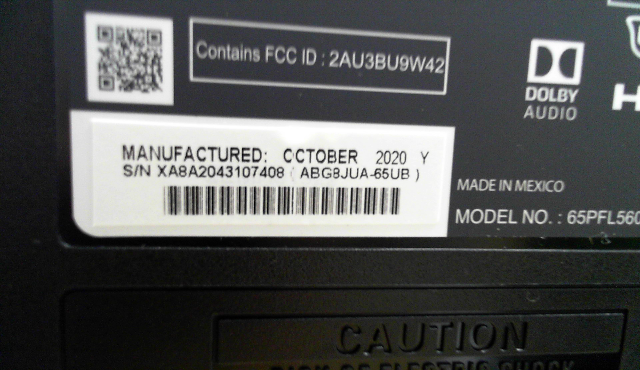 Contains FCC ID : 2AU3BU9W42
DOLBY
AUDIO
MANUFACTURED: OCTOBER 2020 Y
S/N XA8A2043107408 ( ABG8JUA-65UB )
MADE IN MEXICO
MODEL NO. : 65PFL560
CAUTION